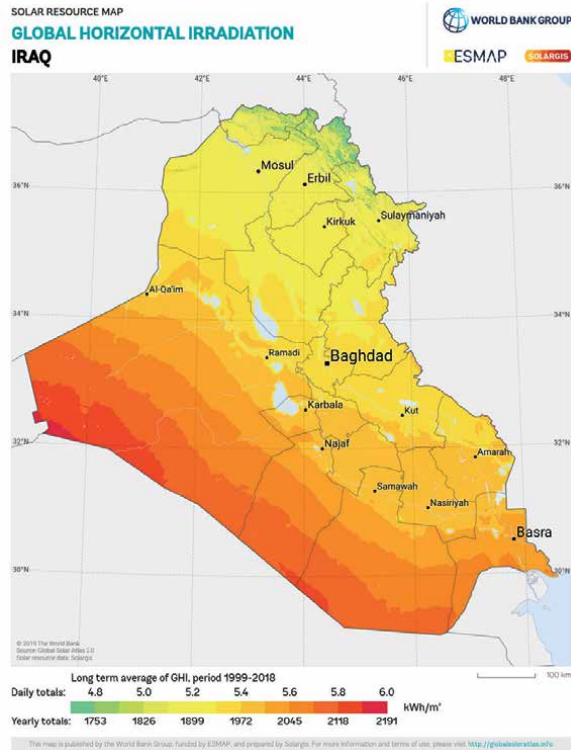 SOLAR RESOURCE MAP
GLOBAL HORIZONTAL IRRADIATION
IRAQ
WORLD BANK GROUP
ESMAP
SOLARGIS
40°E
42°E
44°E
46°E
48°E
Mosul
Erbil
36°N
36°N
Kirkuk
Sulaymaniyah
Al-Qa'im
34°N
34°N
Ramadi
Baghdad
Karbala
Kut
32°N
32°N
Najaf
Amarah
Samawah
Nasiriyah
Basra
30°N
30°N
© 2019 The World Bank
Source: Global Solar Atlas 2.0
Solar resource data: Solargis
Long term average of GHI, period 1999-2018
100 km
Daily totals: 4.8 5.0 5.2 5.4 5.6 5.8 6.0
kWh/m²
Yearly totals: 1753 1826 1899 1972 2045 2118 2191
This map is published by the World Bank Group, funded by ESMAP, and prepared by Solargis. For more information and terms of use, please visit http://globalsolaratlas.info.